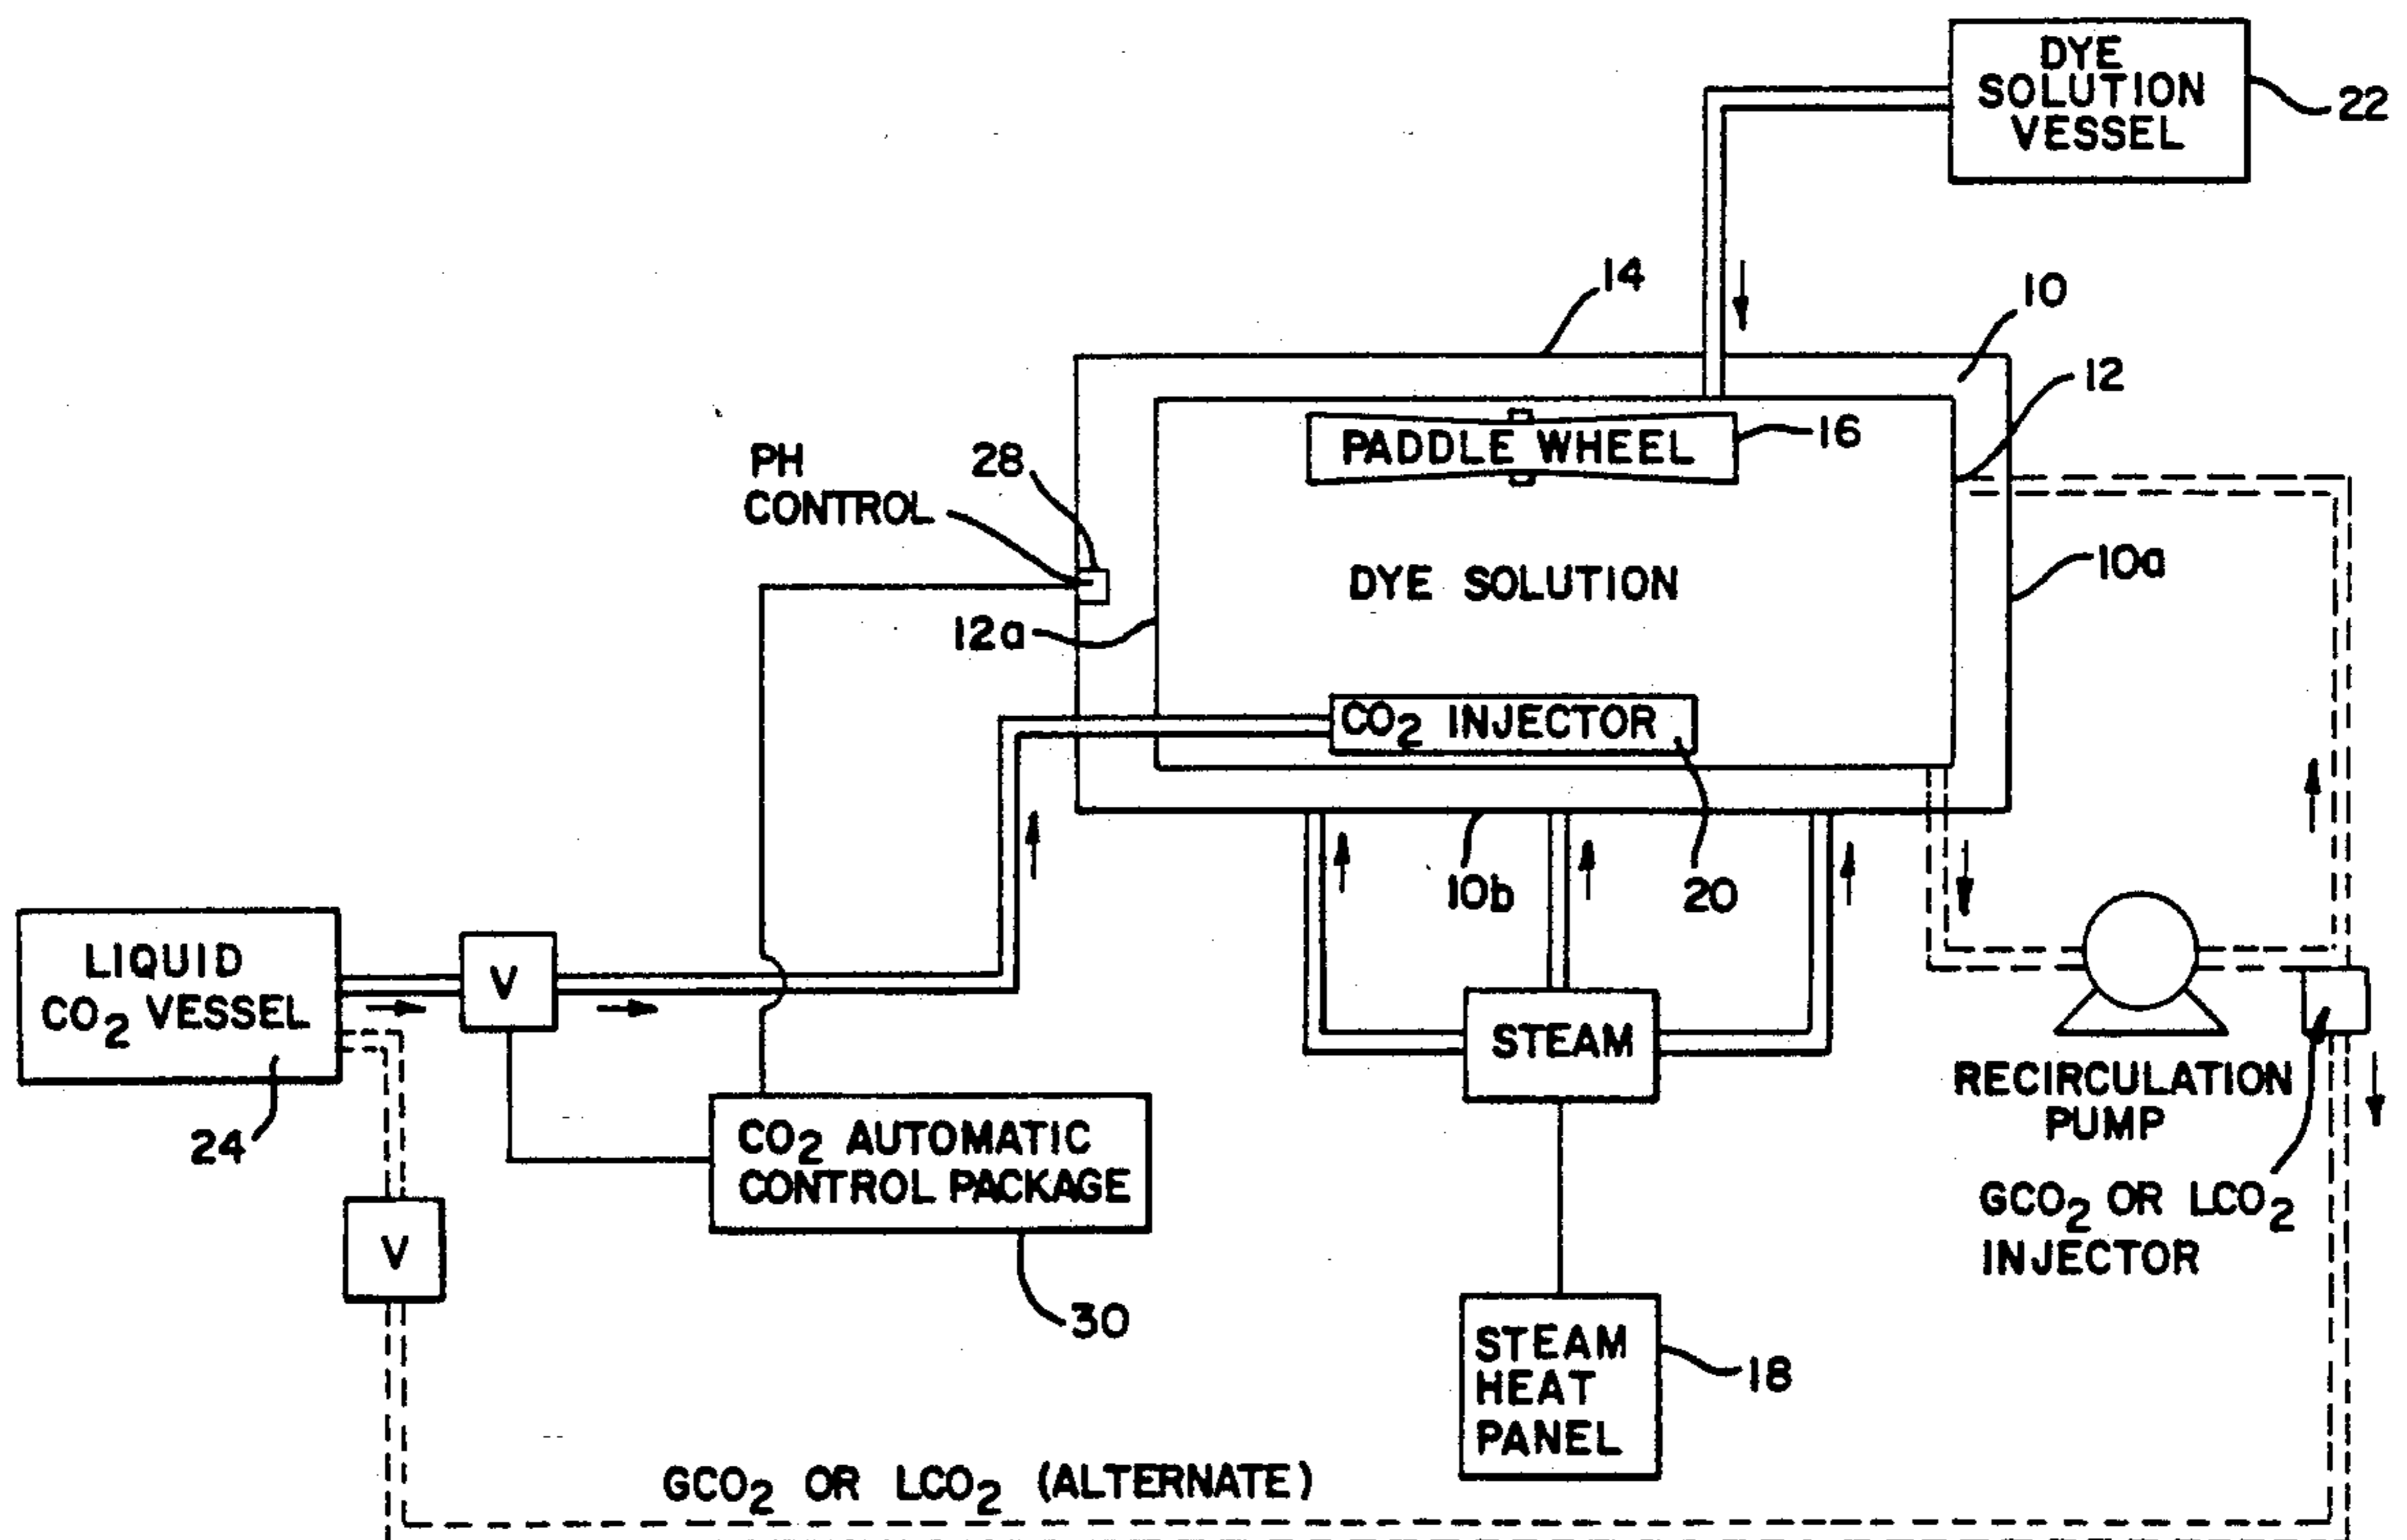 DYE
SOLUTION
VESSEL
22
14
10
12
PADDLE WHEEL
16
PH
CONTROL
28
10a
DYE SOLUTION
12a
CO2 INJECTOR
10b
20
LIQUID
CO2 VESSEL
V
24
STEAM
RECIRCULATION
PUMP
CO2 AUTOMATIC
CONTROL PACKAGE
GCO2 OR LCO2
INJECTOR
V
30
STEAM
HEAT
PANEL
18
GCO2 OR LCO2 (ALTERNATE)